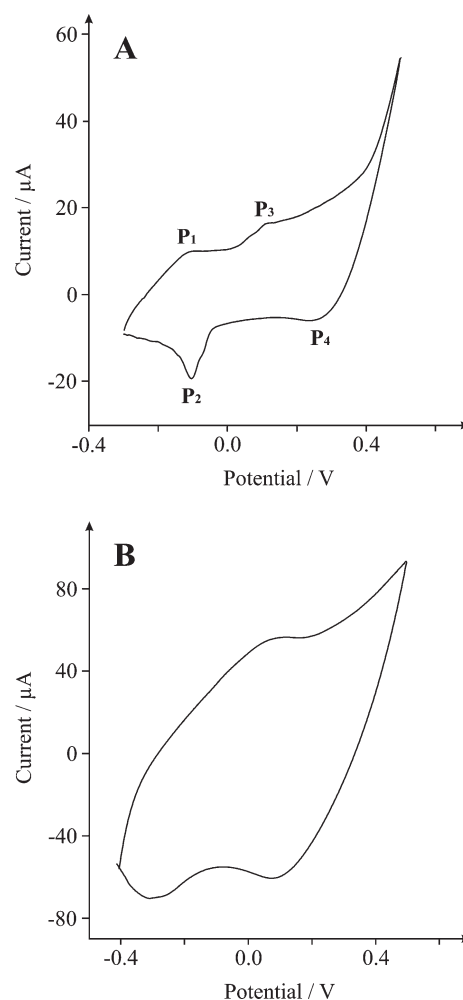 A
60
40
20
0
-20
Current / μA
P1
P3
P2
P4
-0.4
0.0
0.4
Potential / V
B
80
40
0
-40
-80
Current / μA
-0.4
0.0
0.4
Potential / V